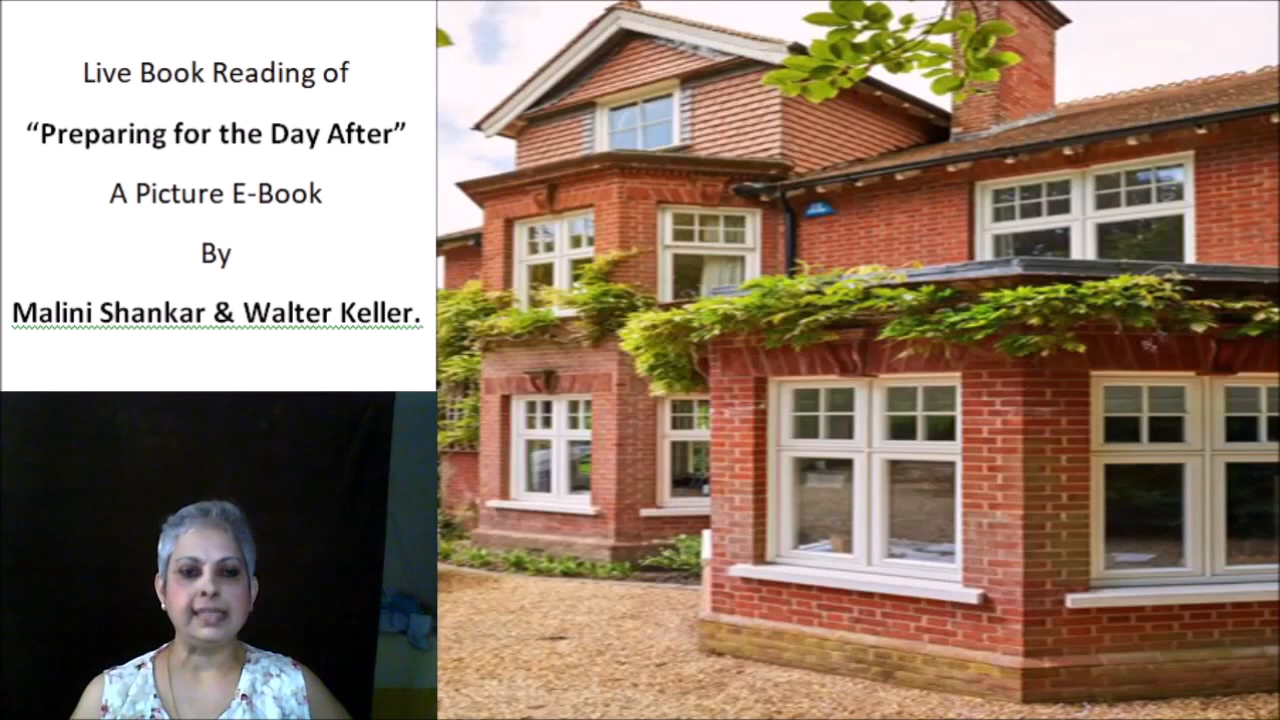 Live Book Reading of
“Preparing for the Day After”
A Picture E-Book
By
Malini Shankar & Walter Keller.